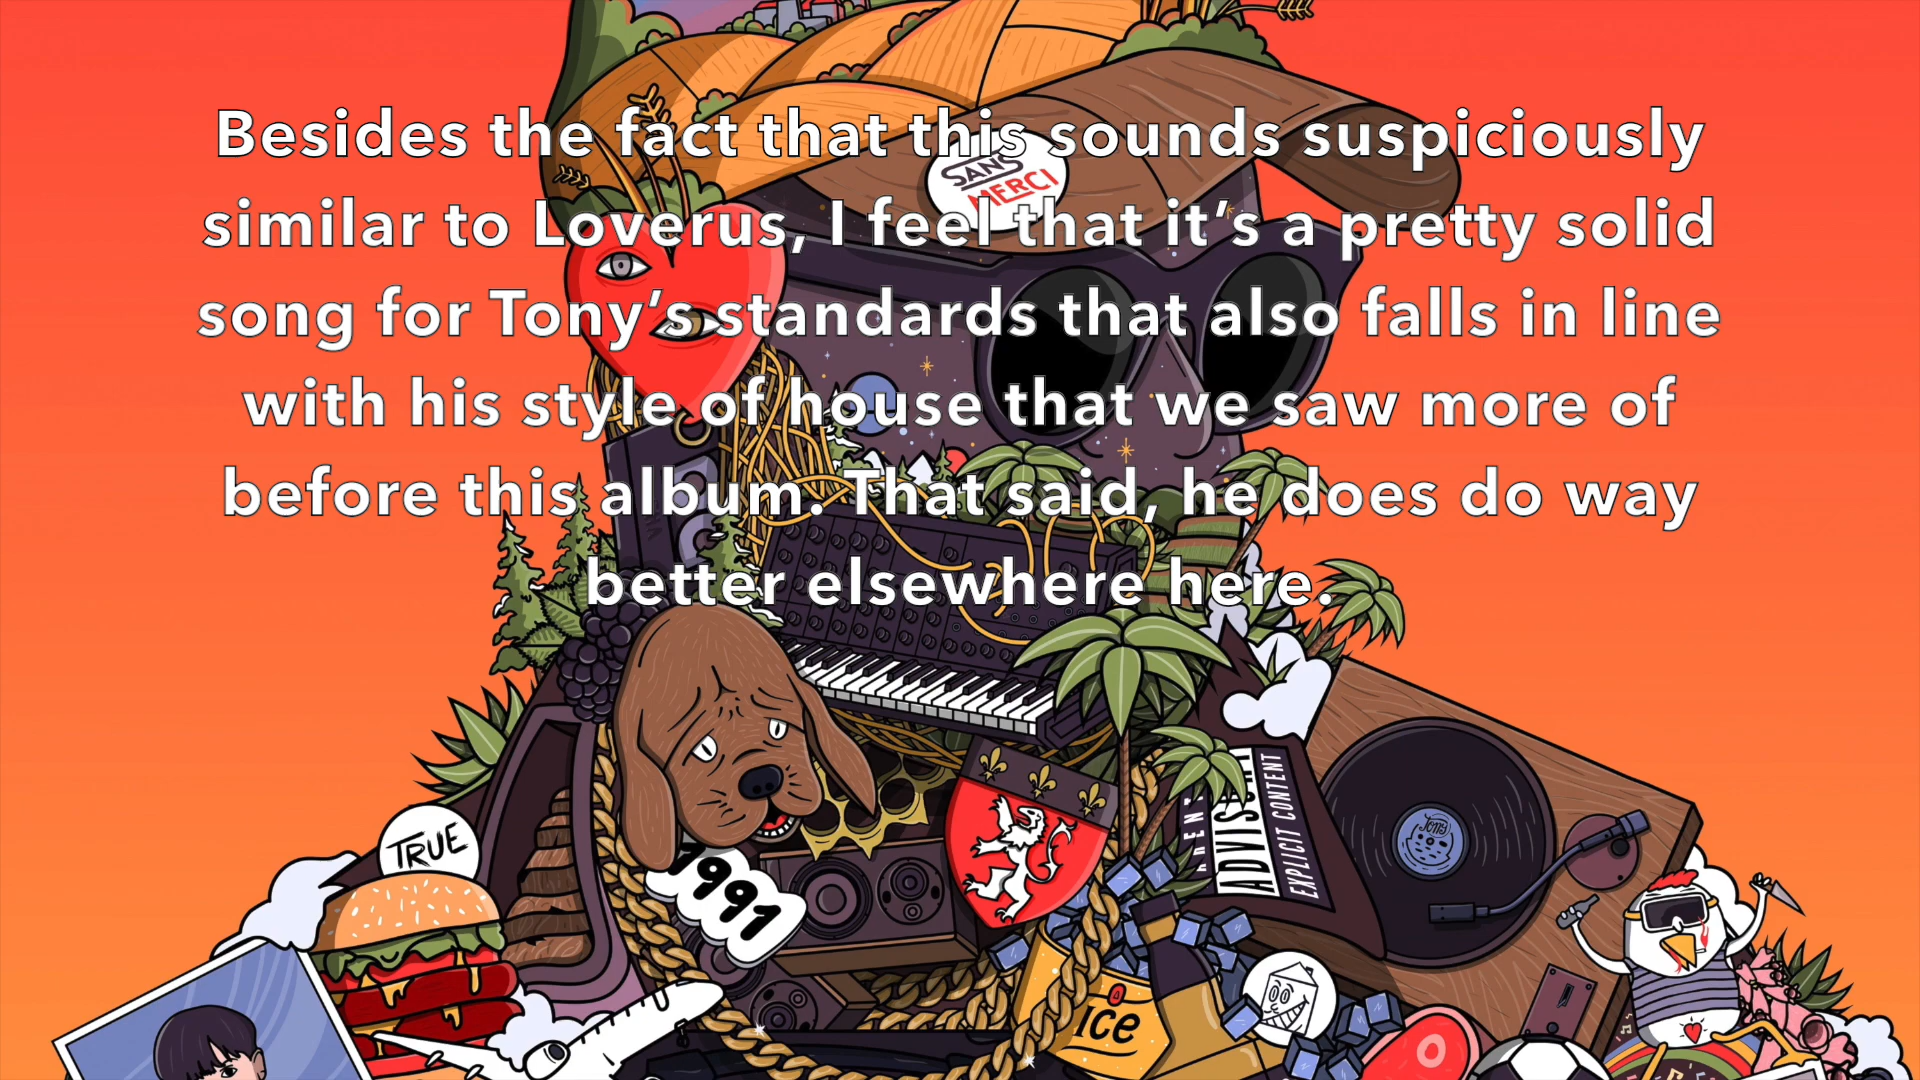 Besides the fact that this sounds suspiciously
similar to Loverus, I feel that it’s a pretty solid
song for Tony’s standards that also falls in line
with his style of house that we saw more of
before this album. That said, he does do way
better elsewhere here.
SANS
MERCI
TRUE
1991
ADVISORY
EXPLICIT CONTENT
ICE